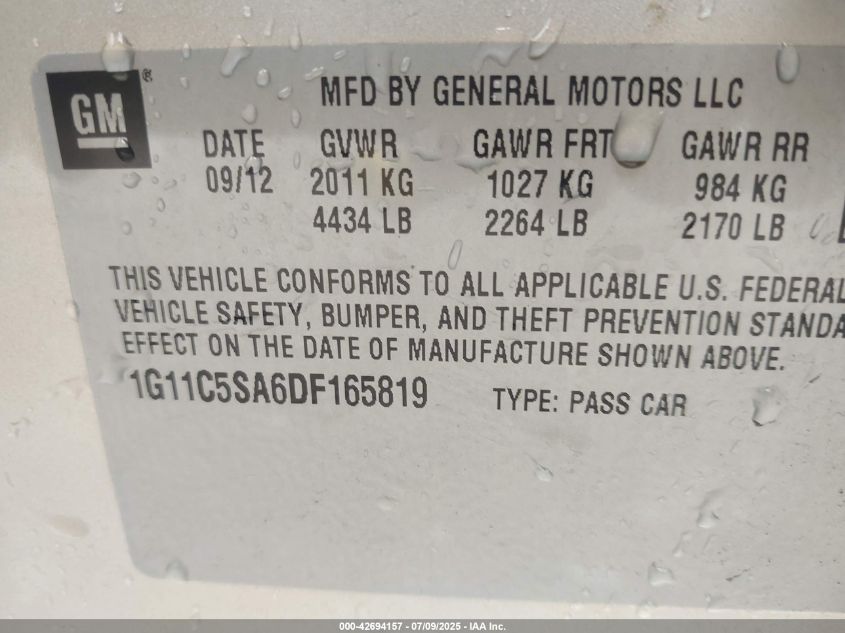 GM ®
MFD BY GENERAL MOTORS LLC
DATE GVWR GAWR FRT GAWR RR
09/12 2011 KG 1027 KG 984 KG
4434 LB 2264 LB 2170 LB
THIS VEHICLE CONFORMS TO ALL APPLICABLE U.S. FEDERAL
VEHICLE SAFETY, BUMPER, AND THEFT PREVENTION STANDA
EFFECT ON THE DATE OF MANUFACTURE SHOWN ABOVE.
1G11C5SA6DF165819 TYPE: PASS CAR
000-42694157 - 07/09/2025 - IAA Inc.